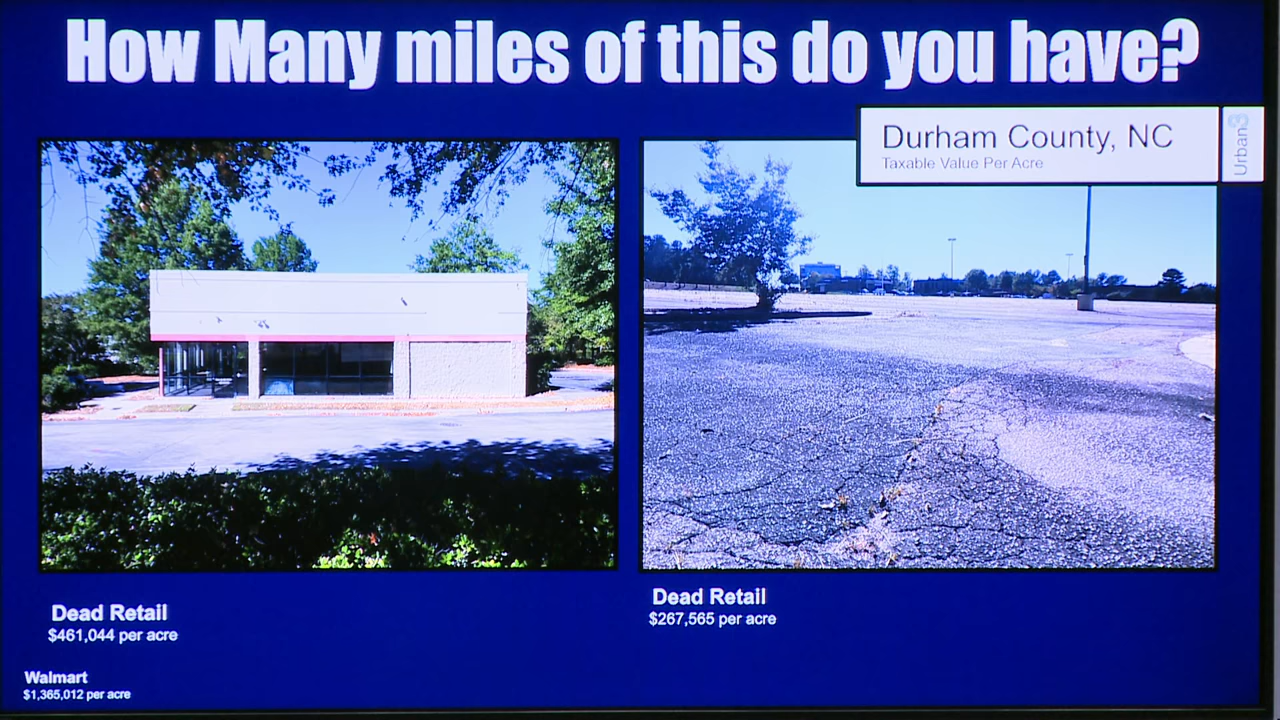 How Many miles of this do you have?
Durham County, NC
Taxable Value Per Acre
Urban3
Dead Retail
$461,044 per acre
Dead Retail
$267,565 per acre
Walmart
$1,365,012 per acre